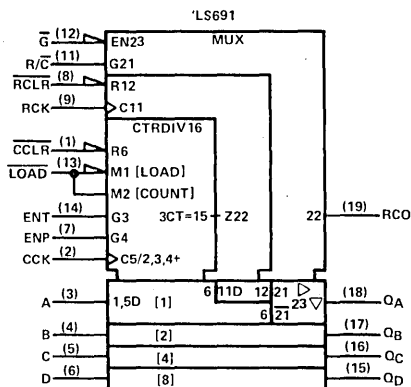 'LS691
G (12) EN23 MUX
R/C (11) G21
RCLR (8) R12
RCK (9) C11
CTRDIV16
CCLR (1) R6
LOAD (13) M1 [LOAD]
M2 [COUNT]
ENT (14) G3 3CT=15 Z22 22 (19) RCO
ENP (7) G4
CCK (2) C5/2,3,4+
A (3) 1,5D [1] 6 11D 12 21 23 (18) QA
6 21
B (4) [2] (17) QB
C (5) [4] (16) QC
D (6) [8] (15) QD